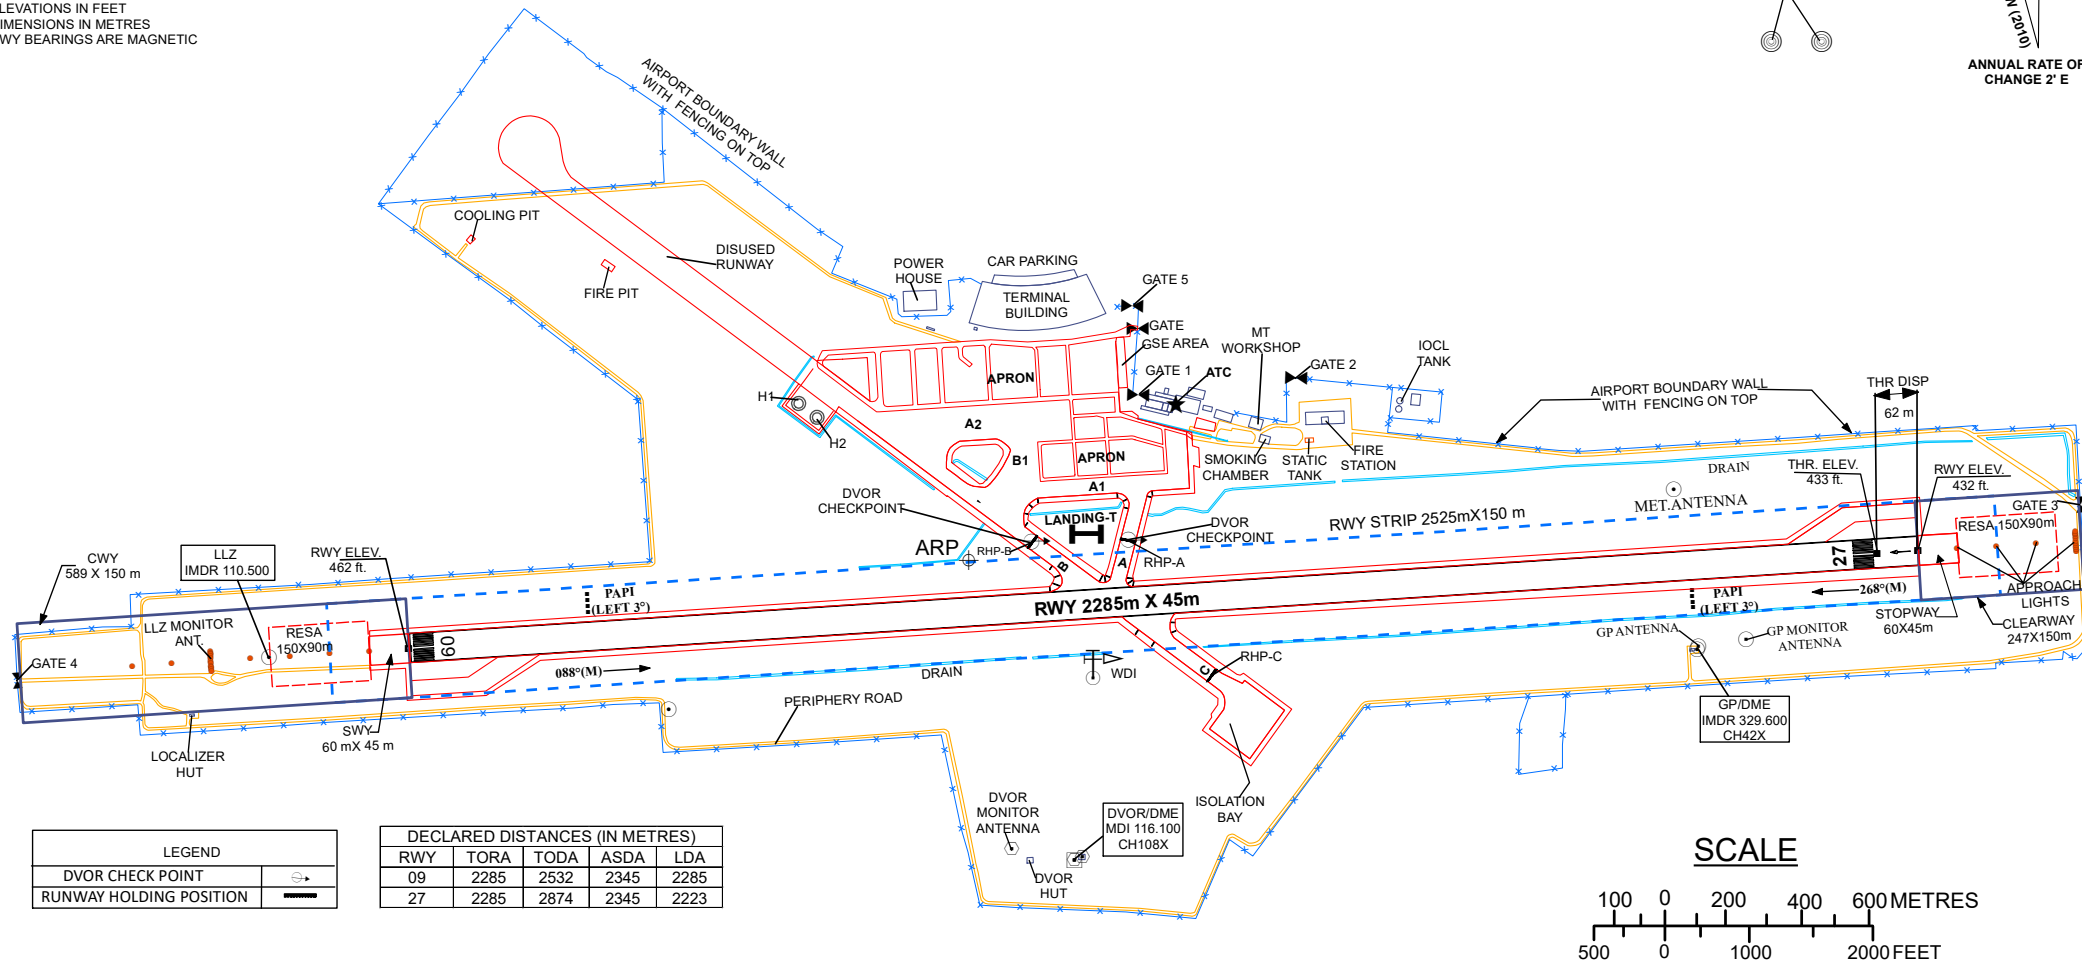 LEVATIONS IN FEET
IMENSIONS IN METRES
WY BEARINGS ARE MAGNETIC
N (2010)
ANNUAL RATE OF
CHANGE 2' E
AIRPORT BOUNDARY WALL
WITH FENCING ON TOP
COOLING PIT
FIRE PIT
DISUSED
RUNWAY
POWER
HOUSE
CAR PARKING
TERMINAL
BUILDING
GATE 5
GATE
GSE AREA
MT
WORKSHOP
GATE 1
ATC
GATE 2
IOCL
TANK
AIRPORT BOUNDARY WALL
WITH FENCING ON TOP
THR DISP
62 m
APRON
H1
H2
A2
B1
APRON
A1
SMOKING
CHAMBER
STATIC
TANK
FIRE
STATION
DRAIN
THR. ELEV.
433 ft.
RWY ELEV.
432 ft.
DVOR
CHECKPOINT
LANDING-T
DVOR
CHECKPOINT
MET.ANTENNA
RWY STRIP 2525mX150 m
GATE 3
RESA 150X90m
ARP
RHP-B
RHP-A
B
A
CWY
589 X 150 m
LLZ
IMDR 110.500
RWY ELEV.
462 ft.
PAPI
(LEFT 3°)
RWY 2285m X 45m
27
PAPI
(LEFT 3°)
268°(M)
APPROACH
LIGHTS
STOPWAY
60X45m
CLEARWAY
247X150m
LLZ MONITOR
ANT.
RESA
150X90m
60
GATE 4
088°(M)
DRAIN
WDI
C
RHP-C
GP ANTENNA
GP MONITOR
ANTENNA
PERIPHERY ROAD
SWY
60 mX 45 m
LOCALIZER
HUT
GP/DME
IMDR 329.600
CH42X
ISOLATION
BAY
DVOR
MONITOR
ANTENNA
DVOR/DME
MDI 116.100
CH108X
DVOR
HUT
LEGEND
DVOR CHECK POINT
RUNWAY HOLDING POSITION
DECLARED DISTANCES (IN METRES)
RWY TORA TODA ASDA LDA
09 2285 2532 2345 2285
27 2285 2874 2345 2223
SCALE
100 0 200 400 600 METRES
500 0 1000 2000 FEET